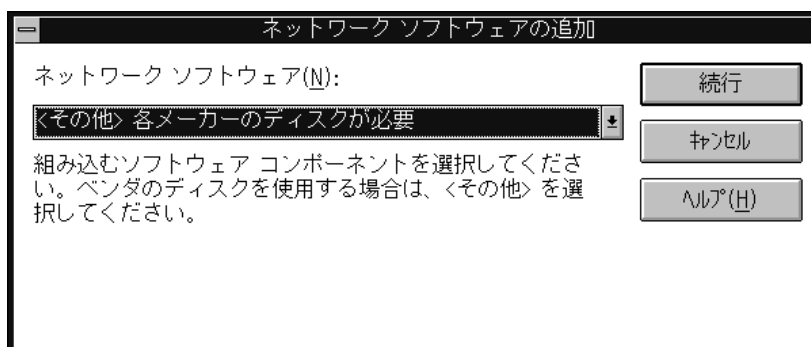 ネットワーク ソフトウェアの追加
ネットワーク ソフトウェア(N):
<その他> 各メーカーのディスクが必要
組み込むソフトウェア コンポーネントを選択してくださ
い。ベンダのディスクを使用する場合は、<その他> を選
択してください。
続行
ｷｬﾝｾﾙ
ﾍﾙﾌﾟ(H)